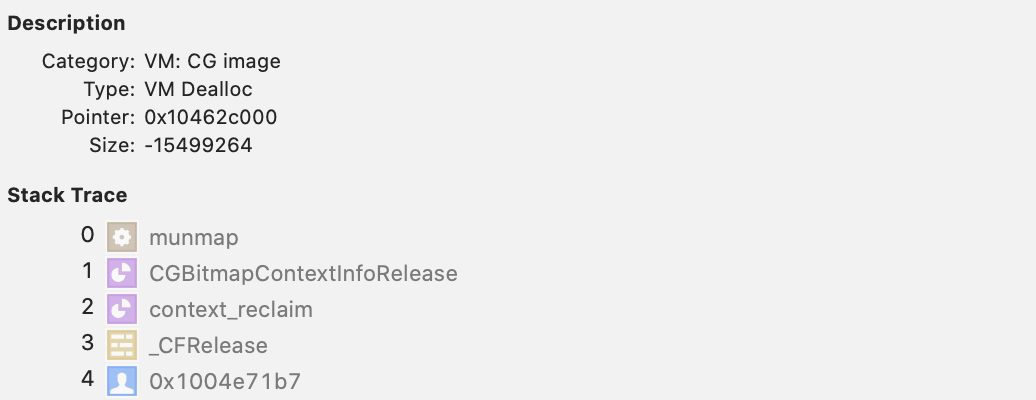 Description
Category: VM: CG image
Type: VM Dealloc
Pointer: 0x10462c000
Size: -15499264
Stack Trace
0 munmap
1 CGBitmapContextInfoRelease
2 context_reclaim
3 _CFRelease
4 0x1004e71b7